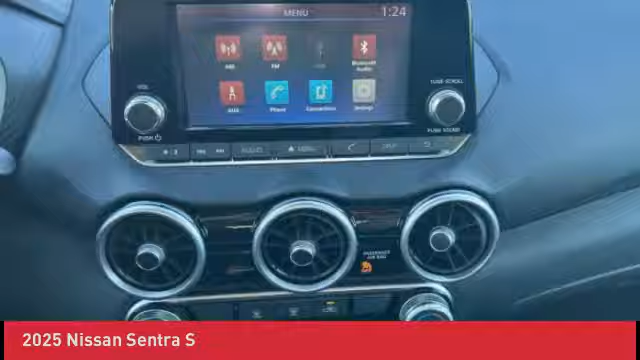 MENU 1:24
AM FM Bluetooth
Audio
AUX Phone Connections Settings
VOL
PUSH
TUNE·SCROLL
PUSH SOUND
MENU
PASSENGER
AIR BAG
2025 Nissan Sentra S